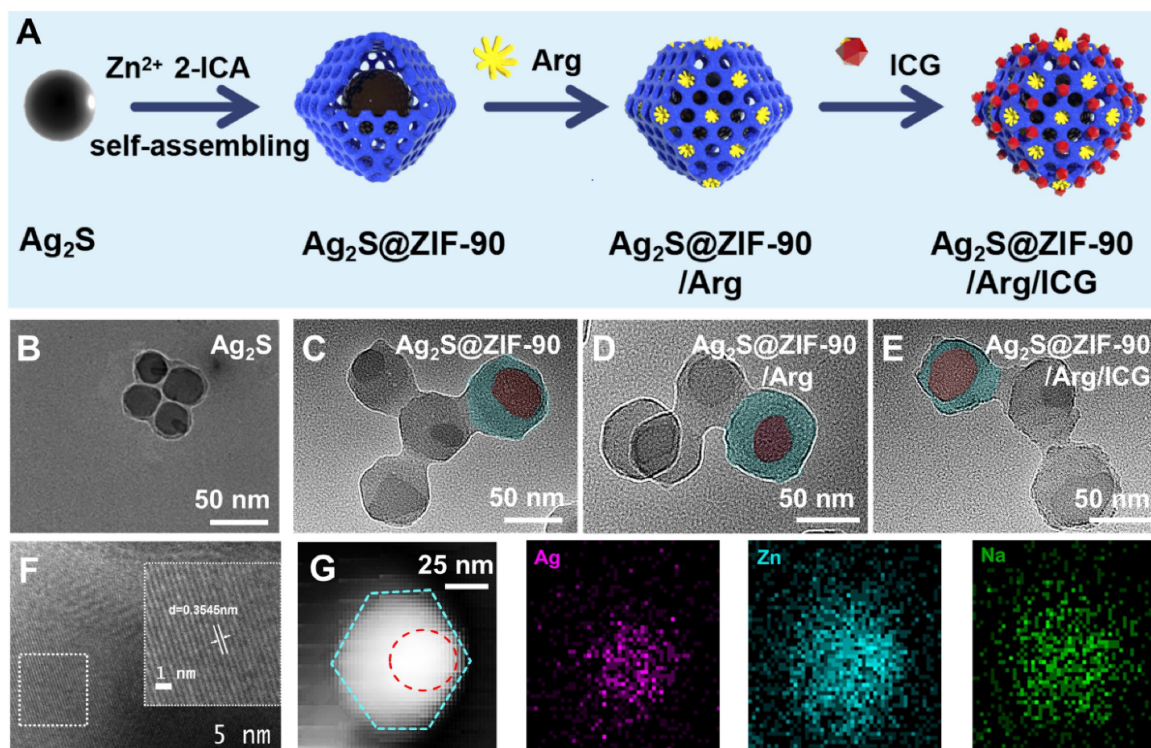 A
Zn²⁺ 2-ICA
self-assembling
Arg
ICG
Ag₂S
Ag₂S@ZIF-90
Ag₂S@ZIF-90
/Arg
Ag₂S@ZIF-90
/Arg/ICG
B
Ag₂S
50 nm
C
Ag₂S@ZIF-90
50 nm
D
Ag₂S@ZIF-90
/Arg
50 nm
E
Ag₂S@ZIF-90
/Arg/ICG
50 nm
F
d=0.3545nm
1 nm
5 nm
G
25 nm
Ag
Zn
Na